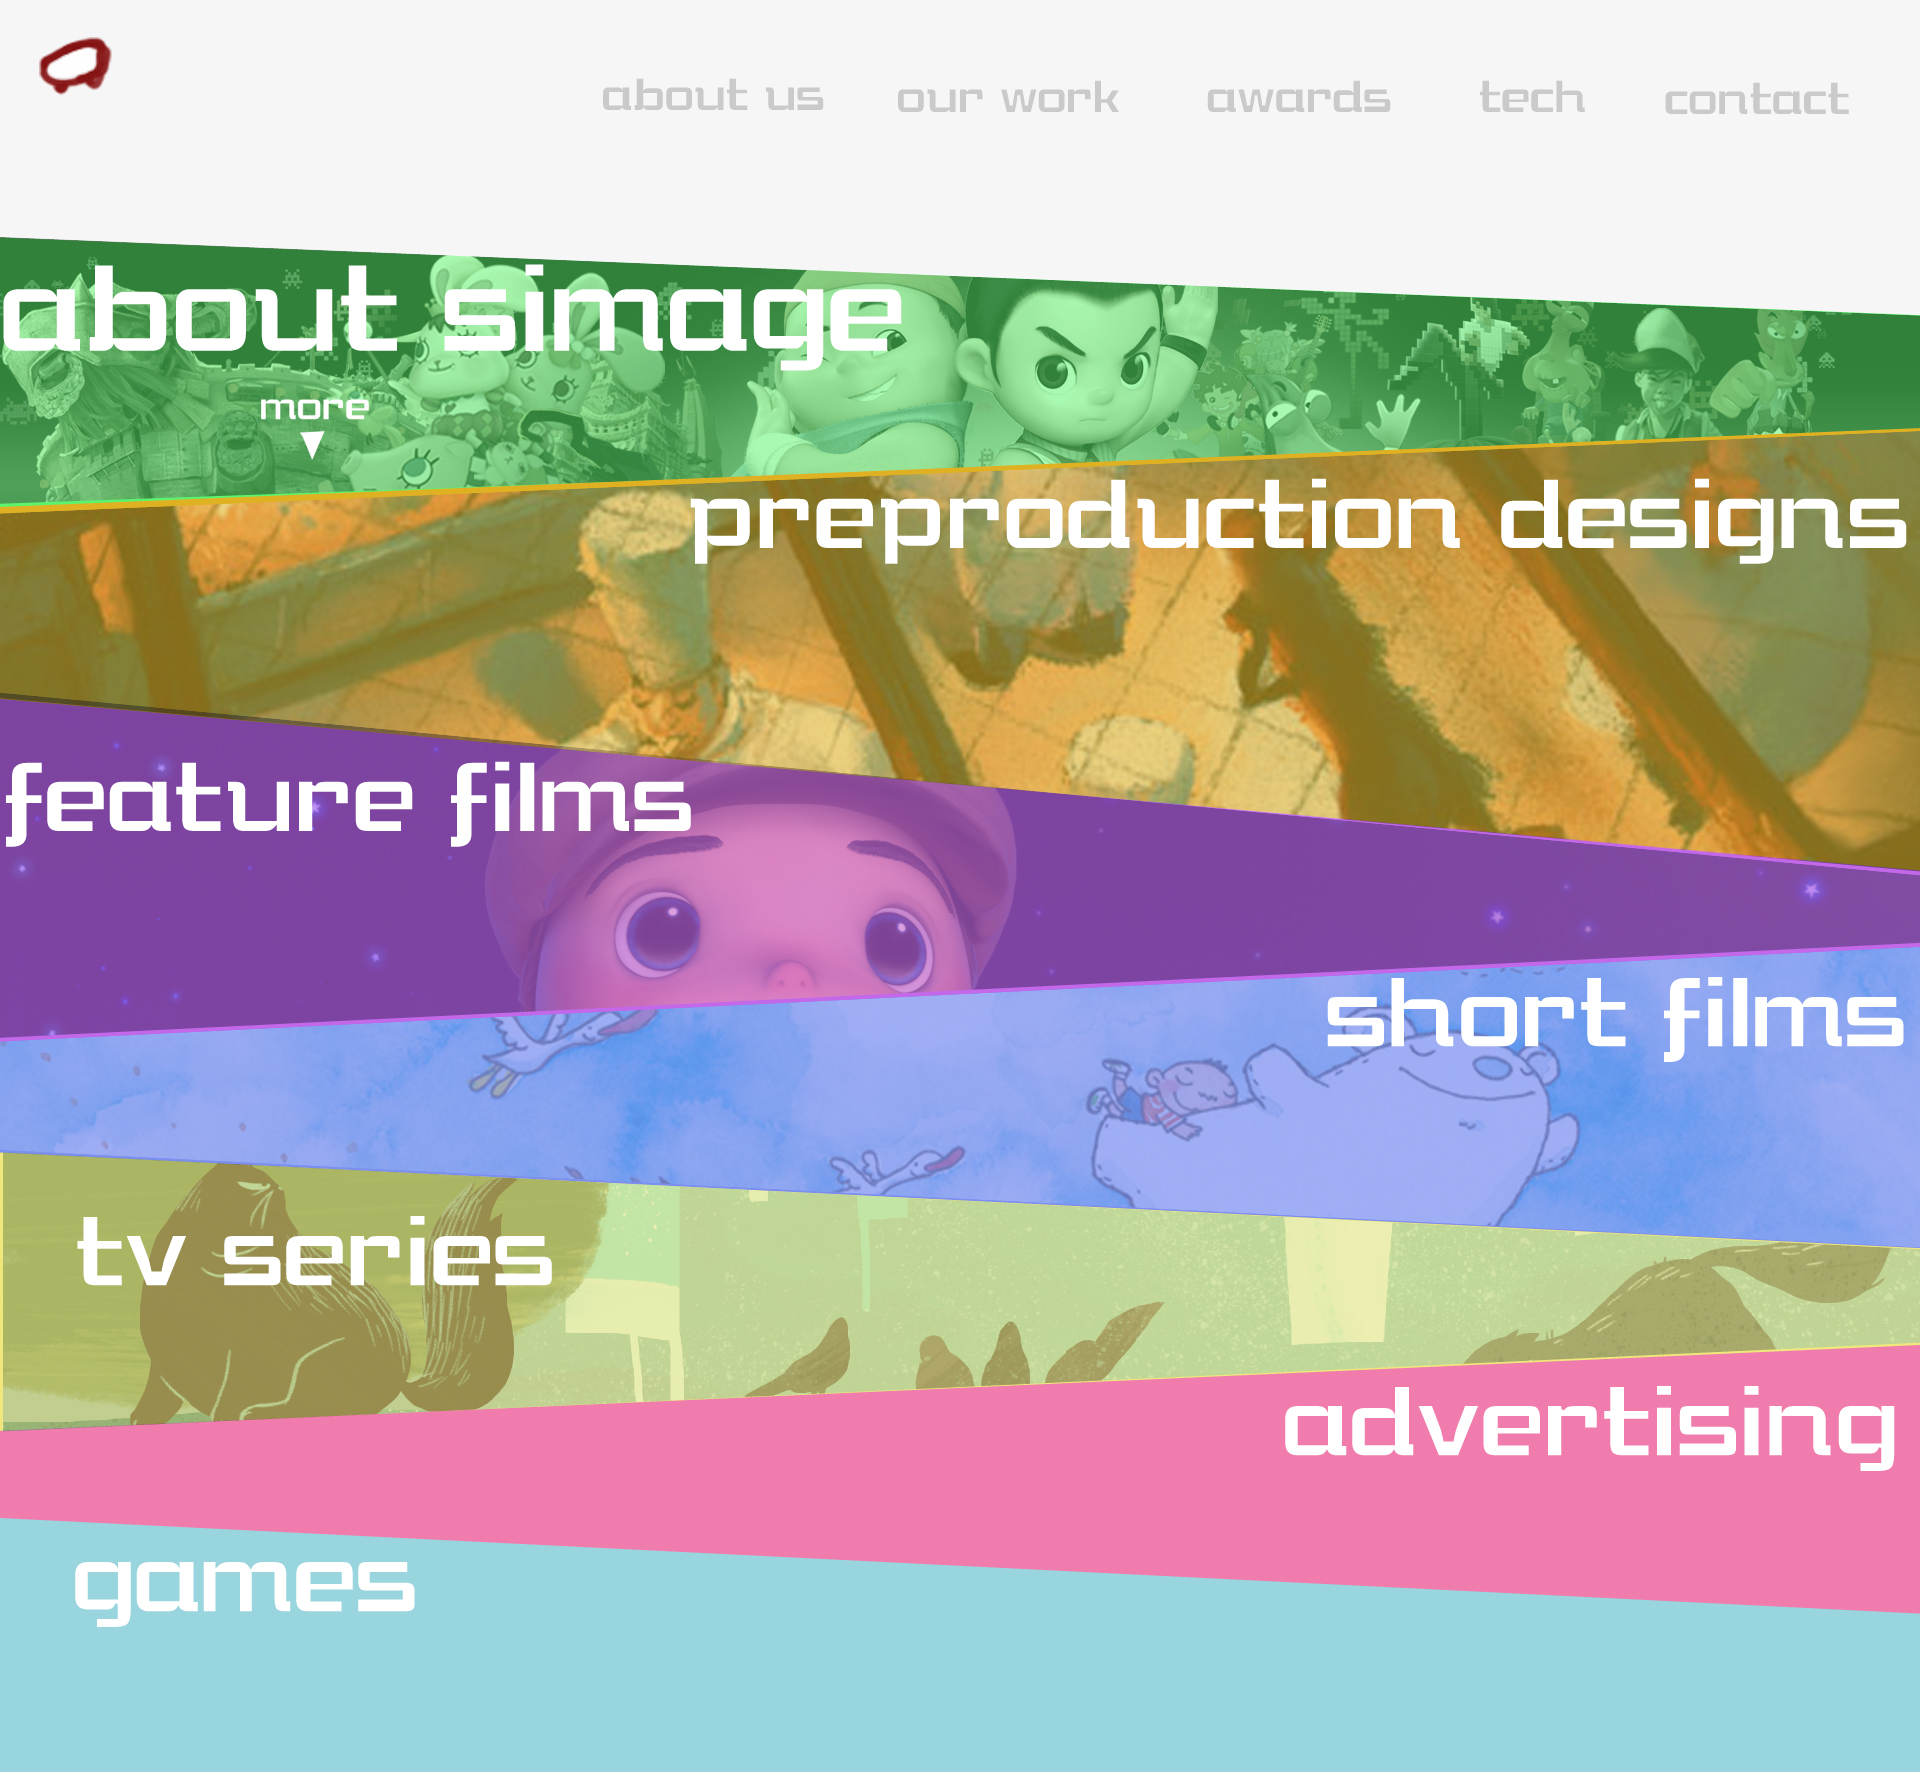 about us our work awards tech contact
about simage
more
preproduction designs
feature films
short films
tv series
advertising
games